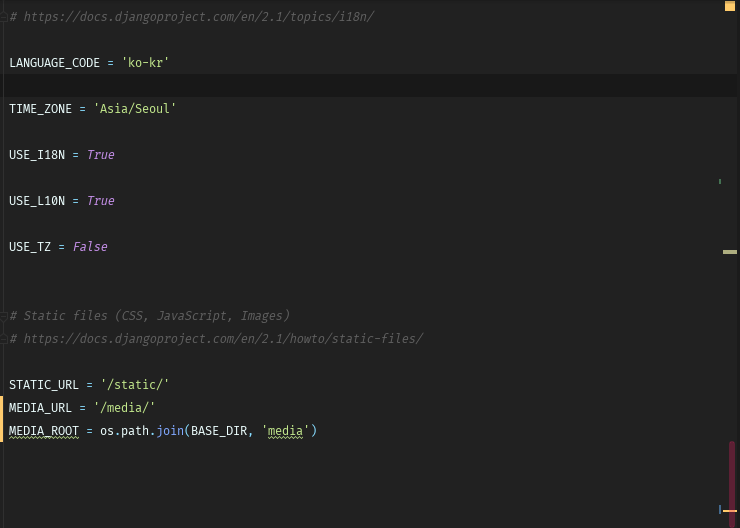 # https://docs.djangoproject.com/en/2.1/topics/i18n/
LANGUAGE_CODE = 'ko-kr'
TIME_ZONE = 'Asia/Seoul'
USE_I18N = True
USE_L10N = True
USE_TZ = False
# Static files (CSS, JavaScript, Images)
# https://docs.djangoproject.com/en/2.1/howto/static-files/
STATIC_URL = '/static/'
MEDIA_URL = '/media/'
MEDIA_ROOT = os.path.join(BASE_DIR, 'media')